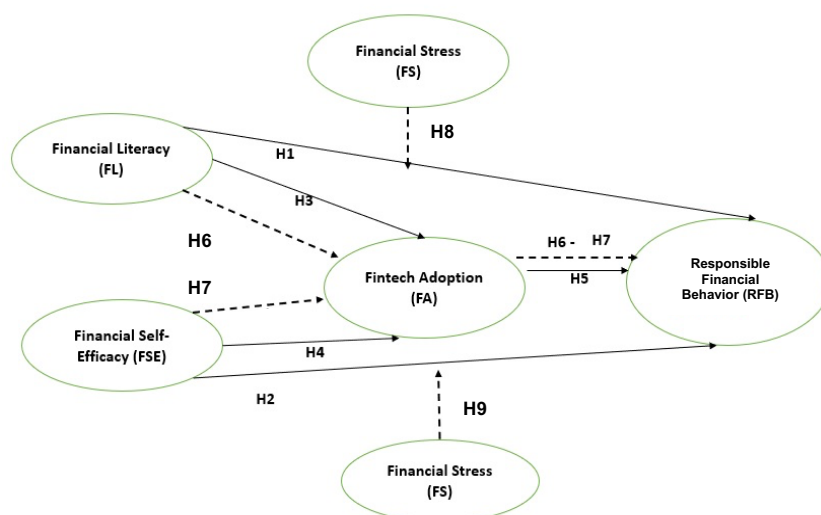 Financial Stress
(FS)
H8
H1
Financial Literacy
(FL)
H3
H6
H6 - H7
H5
Responsible
Financial
Behavior (RFB)
Fintech Adoption
(FA)
H7
Financial Self-
Efficacy (FSE)
H4
H2
H9
Financial Stress
(FS)